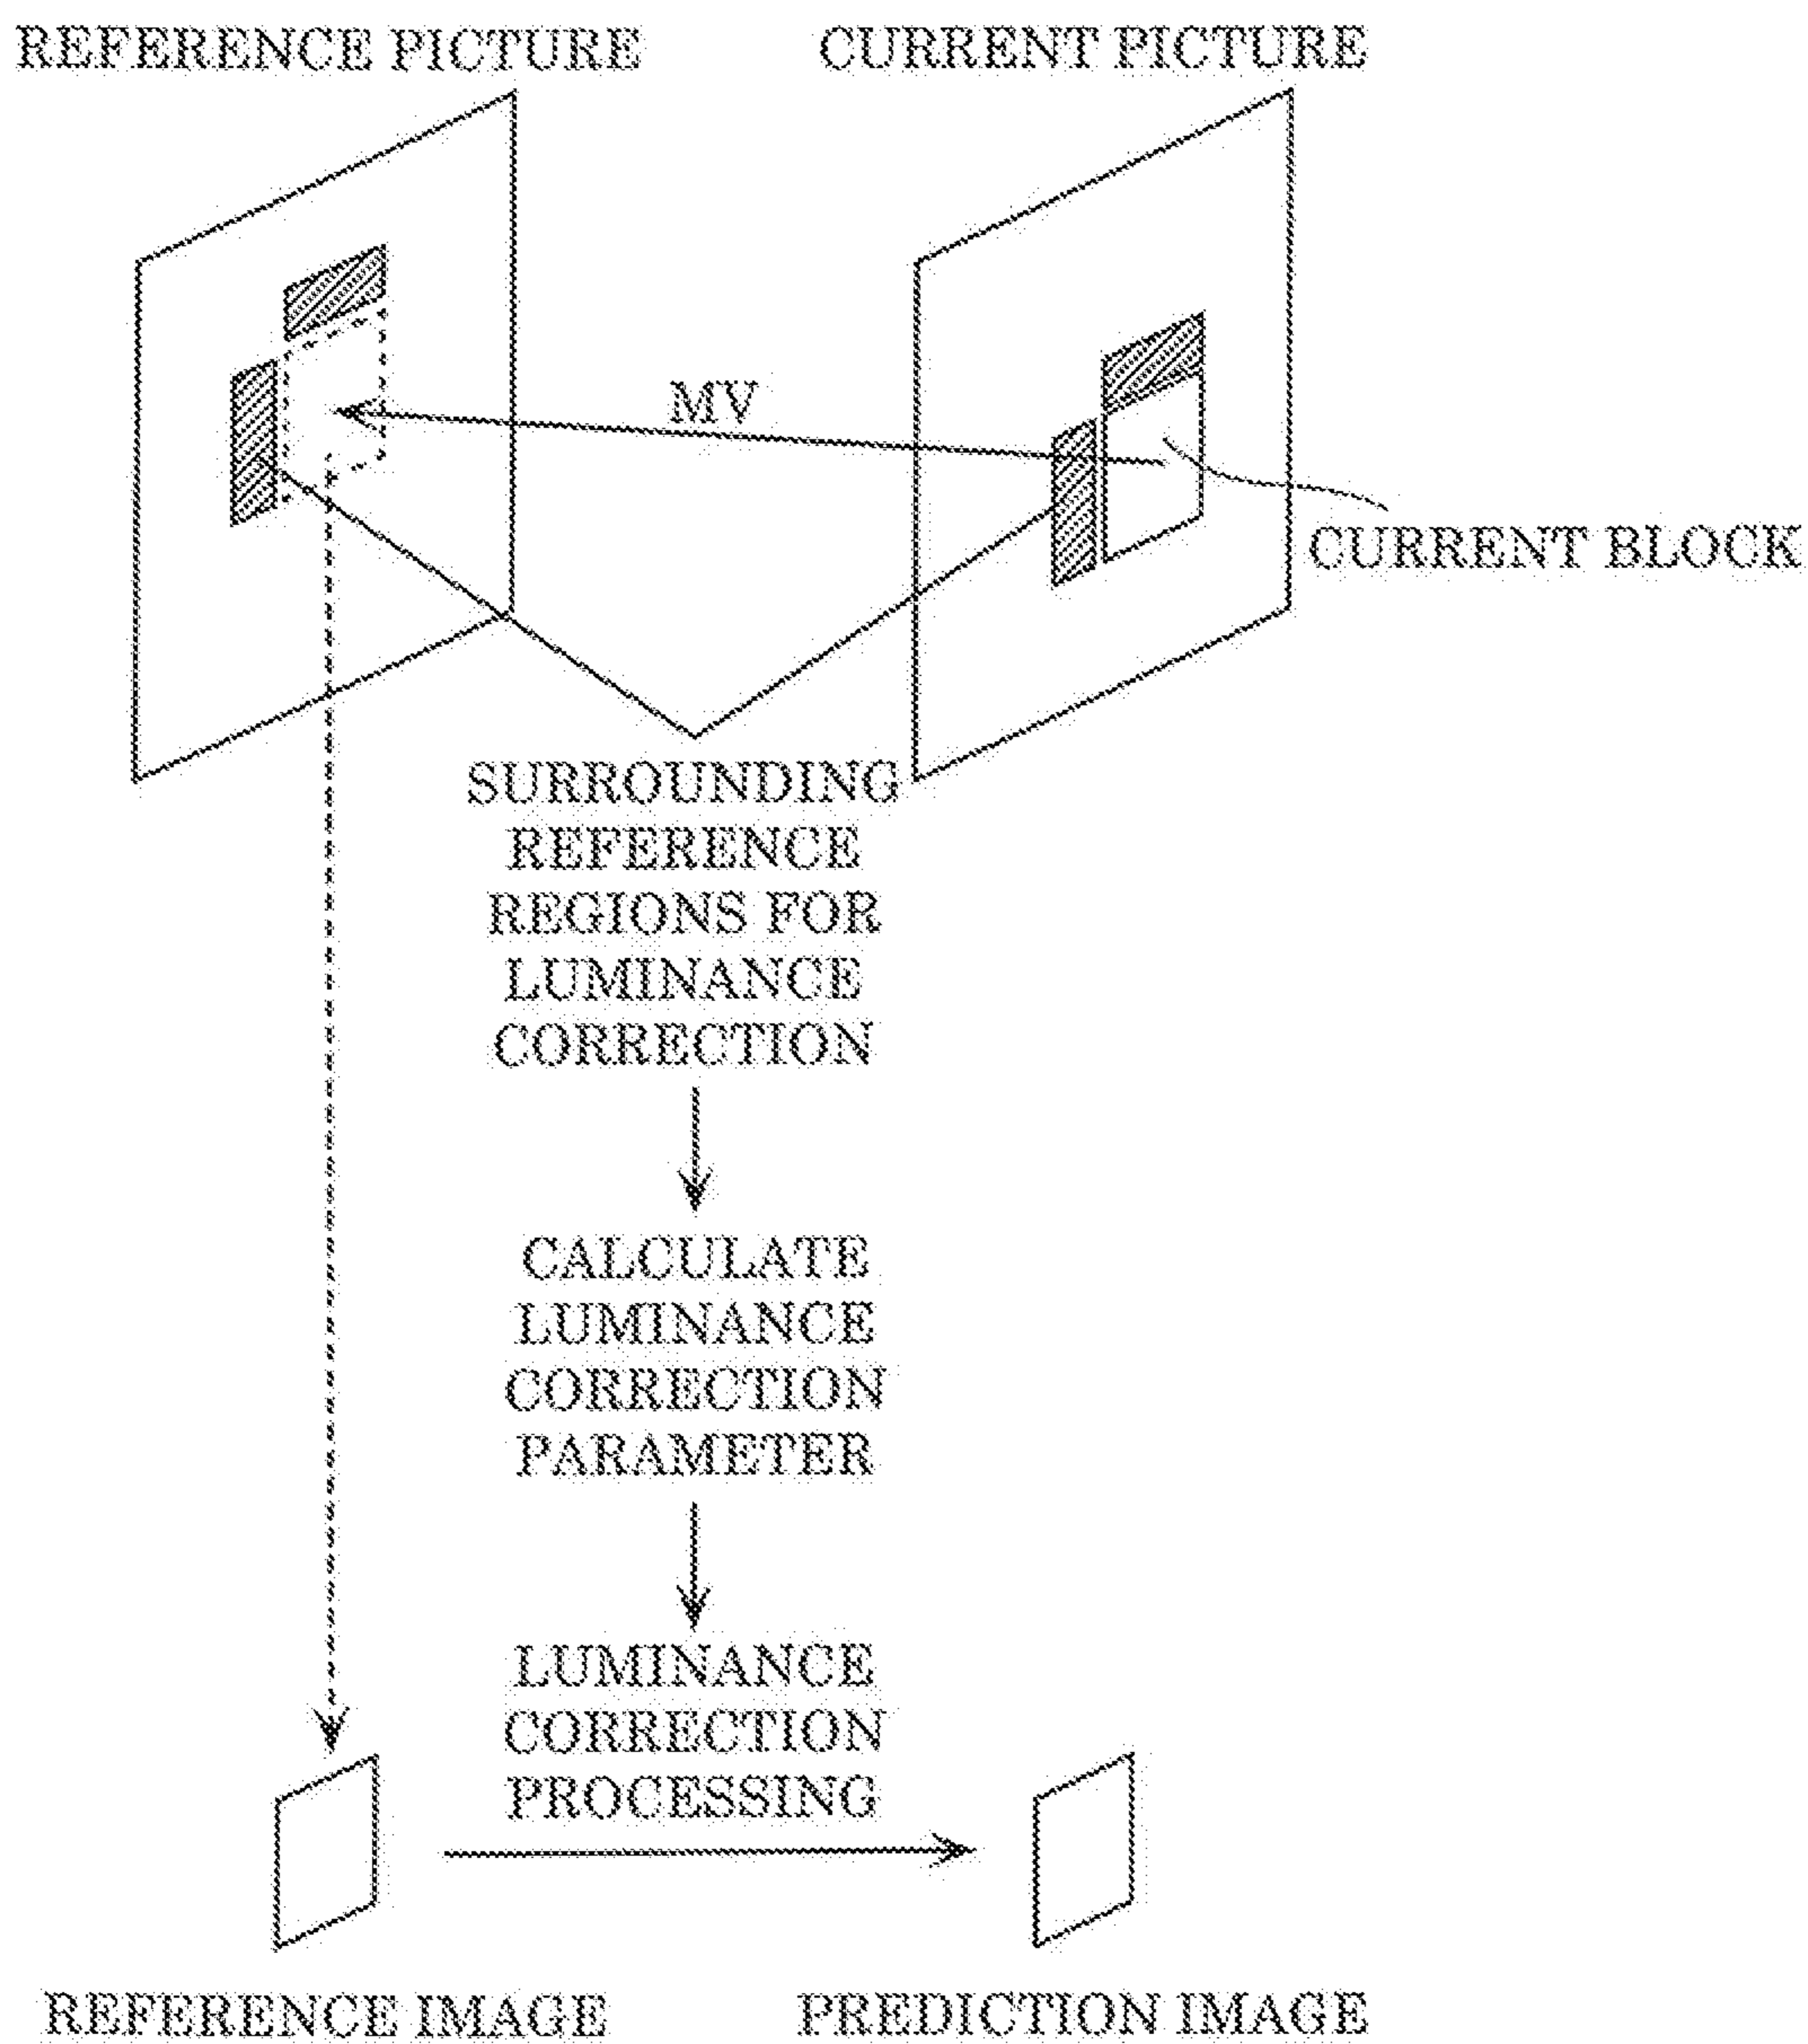 REFERENCE PICTURE
CURRENT PICTURE
MV
CURRENT BLOCK
SURROUNDING
REFERENCE
REGIONS FOR
LUMINANCE
CORRECTION
CALCULATE
LUMINANCE
CORRECTION
PARAMETER
LUMINANCE
CORRECTION
PROCESSING
REFERENCE IMAGE
PREDICTION IMAGE